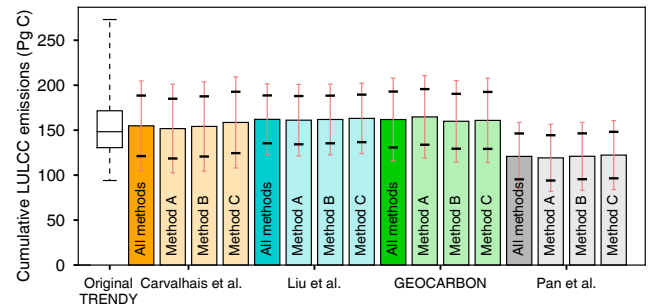 Cumulative LULCC emissions (Pg C)
250
200
150
100
50
0
All methods
Method A
Method B
Method C
All methods
Method A
Method B
Method C
All methods
Method A
Method B
Method C
All methods
Method A
Method B
Method C
Original Carvalhais et al. Liu et al. GEOCARBON Pan et al.
TRENDY